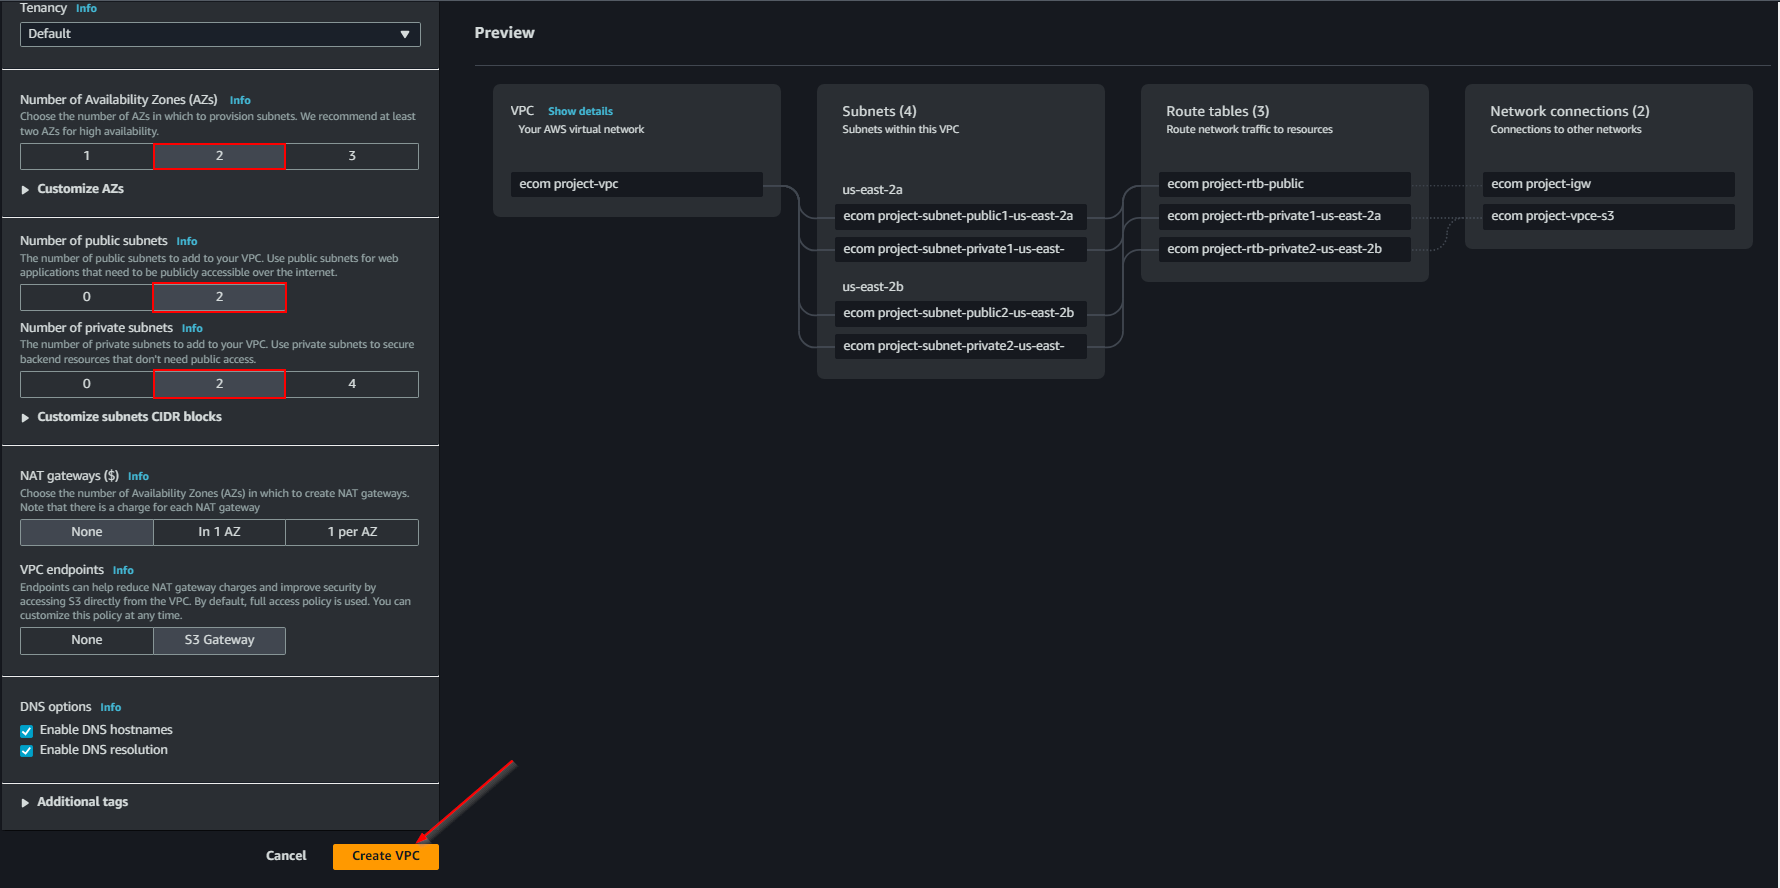 Tenancy Info
Default
Number of Availability Zones (AZs) Info
Choose the number of AZs in which to provision subnets. We recommend at least
two AZs for high availability.
1 2 3
Customize AZs
Number of public subnets Info
The number of public subnets to add to your VPC. Use public subnets for web
applications that need to be publicly accessible over the internet.
0 2
Number of private subnets Info
The number of private subnets to add to your VPC. Use private subnets to secure
backend resources that don't need public access.
0 2 4
Customize subnets CIDR blocks
NAT gateways ($) Info
Choose the number of Availability Zones (AZs) in which to create NAT gateways.
Note that there is a charge for each NAT gateway
None In 1 AZ 1 per AZ
VPC endpoints Info
Endpoints can help reduce NAT gateway charges and improve security by
accessing S3 directly from the VPC. By default, full access policy is used. You can
customize this policy at any time.
None S3 Gateway
DNS options Info
Enable DNS hostnames
Enable DNS resolution
Additional tags
Cancel Create VPC
Preview
VPC Show details
Your AWS virtual network
ecom project-vpc
Subnets (4)
Subnets within this VPC
us-east-2a
ecom project-subnet-public1-us-east-2a
ecom project-subnet-private1-us-east-
us-east-2b
ecom project-subnet-public2-us-east-2b
ecom project-subnet-private2-us-east-
Route tables (3)
Route network traffic to resources
ecom project-rtb-public
ecom project-rtb-private1-us-east-2a
ecom project-rtb-private2-us-east-2b
Network connections (2)
Connections to other networks
ecom project-igw
ecom project-vpce-s3